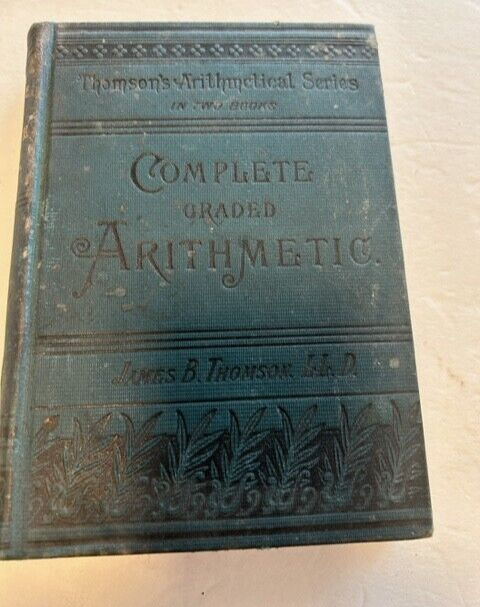 Thomson's Arithmetical Series
IN TWO BOOKS
COMPLETE
GRADED
ARITHMETIC.
JAMES B. THOMSON, LL.D.